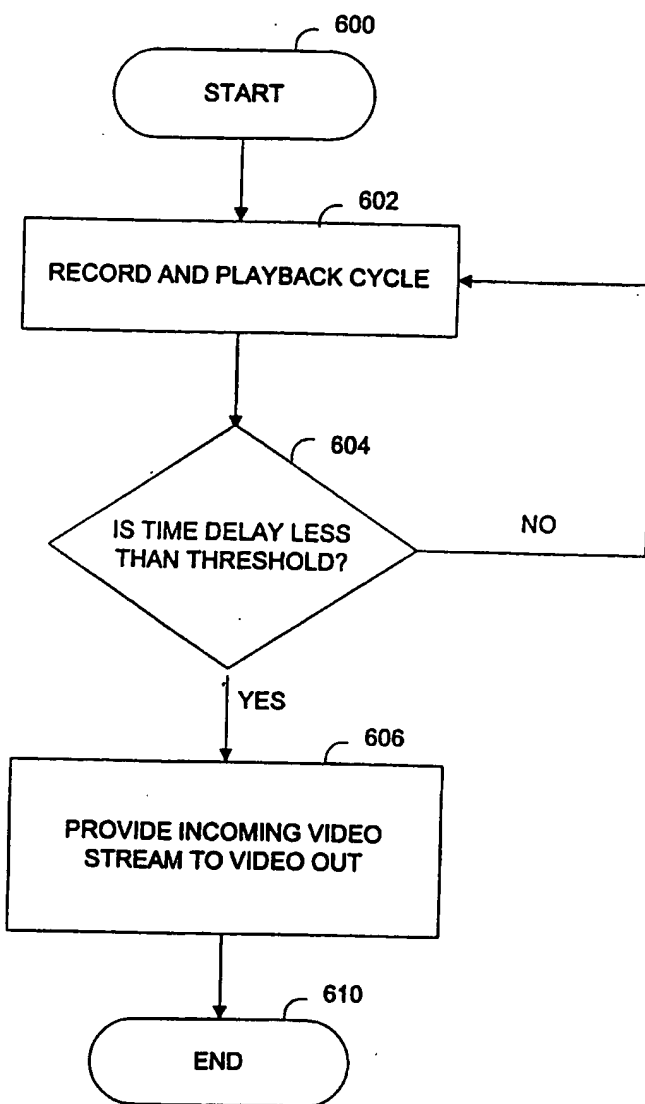 600
START
602
RECORD AND PLAYBACK CYCLE
604
IS TIME DELAY LESS
THAN THRESHOLD?
NO
YES
606
PROVIDE INCOMING VIDEO
STREAM TO VIDEO OUT
610
END